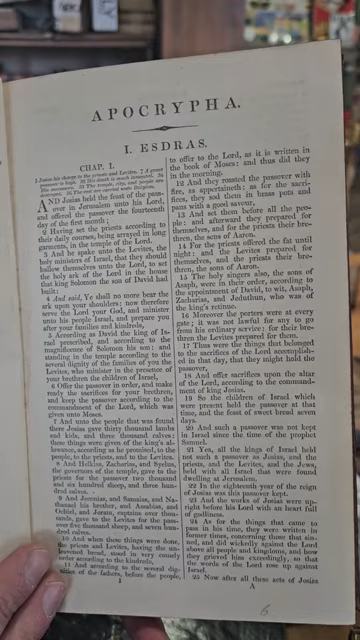 APOCRYPHA.
I. ESDRAS.
CHAP. I.
1 Josias his charge to the priests and Levites. 7 A great
AND Josias held the feast of the pass-
over in Jerusalem unto his Lord,
and offered the passover the fourteenth
day of the first month;
2 Having set the priests according to
their daily courses, being arrayed in long
garments, in the temple of the Lord.
3 And he spake unto the Levites, the
holy ministers of Israel, that they should
hallow themselves unto the Lord, to set
the holy ark of the Lord in the house
that king Solomon the son of David had
built:
4 And said, Ye shall no more bear the
ark upon your shoulders: now therefore
serve the Lord your God, and minister
unto his people Israel, and prepare you
after your families and kindreds,
5 According as David the king of Is-
rael prescribed, and according to the
magnificence of Solomon his son: and
standing in the temple according to the
several dignity of the families of you the
Levites, who minister in the presence of
your brethren the children of Israel,
6 Offer the passover in order, and make
ready the sacrifices for your brethren,
and keep the passover according to the
commandment of the Lord, which was
given unto Moses.
7 And unto the people that was found
there Josias gave thirty thousand lambs
and kids, and three thousand calves:
these things were given of the king's al-
lowance, according as he promised, to the
people, to the priests, and to the Levites.
8 And Helkias, Zacharias, and Syelus,
the governors of the temple, gave to the
priests for the passover two thousand
and six hundred sheep, and three hun-
dred calves.
9 And Jeconias, and Samaias, and Na-
thanael his brother, and Assabias, and
Ochiel, and Joram, captains over thou-
sands, gave to the Levites for the pass-
over five thousand sheep, and seven hun-
dred calves.
10 And when these things were done,
the priests and Levites, having the un-
leavened bread, stood in very comely
order according to the kindreds,
11 And according to the several dig-
nities of the fathers, before the people,
I
to offer to the Lord, as it is written in
the book of Moses: and thus did they
in the morning.
12 And they roasted the passover with
fire, as appertaineth: as for the sacri-
fices, they sod them in brass pots and
pans with a good savour,
13 And set them before all the peo-
ple: and afterward they prepared for
themselves, and for the priests their bre-
thren, the sons of Aaron.
14 For the priests offered the fat until
night: and the Levites prepared for
themselves, and the priests their bre-
thren, the sons of Aaron.
15 The holy singers also, the sons of
Asaph, were in their order, according to
the appointment of David, to wit, Asaph,
Zacharias, and Jeduthun, who was of
the king's retinue.
16 Moreover the porters were at every
gate; it was not lawful for any to go
from his ordinary service: for their bre-
thren the Levites prepared for them.
17 Thus were the things that belonged
to the sacrifices of the Lord accomplish-
ed in that day, that they might hold the
passover,
18 And offer sacrifices upon the altar
of the Lord, according to the command-
ment of king Josias.
19 So the children of Israel which
were present held the passover at that
time, and the feast of sweet bread seven
days.
20 And such a passover was not kept
in Israel since the time of the prophet
Samuel.
21 Yea, all the kings of Israel held
not such a passover as Josias, and the
priests, and the Levites, and the Jews,
held with all Israel that were found
dwelling at Jerusalem.
22 In the eighteenth year of the reign
of Josias was this passover kept.
23 And the works of Josias were up-
right before his Lord with an heart full
of godliness.
24 As for the things that came to
pass in his time, they were written in
former times, concerning those that sin-
ned, and did wickedly against the Lord
above all people and kingdoms, and how
they grieved him exceedingly, so that
the words of the Lord rose up against
Israel.
25 Now after all these acts of Josias
A